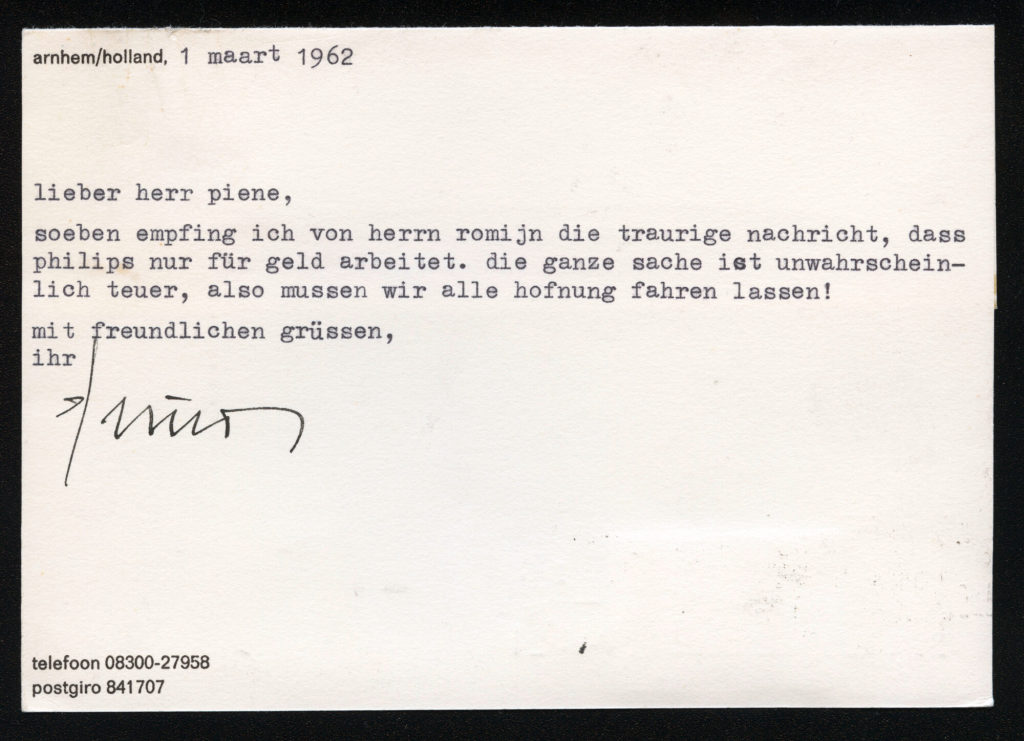 arnhem/holland, 1 maart 1962
lieber herr piene,
soeben empfing ich von herrn romijn die traurige nachricht, dass
philips nur für geld arbeitet. die ganze sache ist unwahrschein-
lich teuer, also mussen wir alle hofnung fahren lassen!
mit freundlichen grüssen,
ihr
telefoon 08300-27958
postgiro 841707